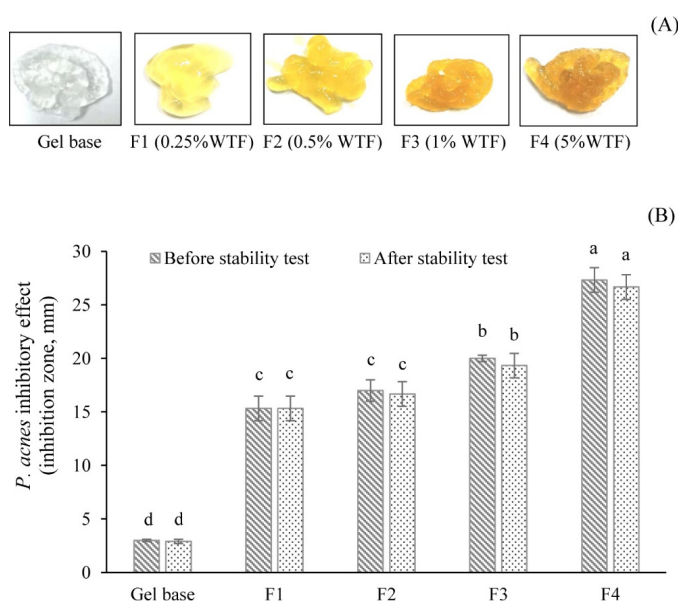 (A)
Gel base
F1 (0.25%WTF)
F2 (0.5% WTF)
F3 (1% WTF)
F4 (5%WTF)
(B)
P. acnes inhibitory effect
(inhibition zone, mm)
30
25
20
15
10
5
0
Before stability test
After stability test
d d
c c
c c
b b
a a
Gel base F1 F2 F3 F4